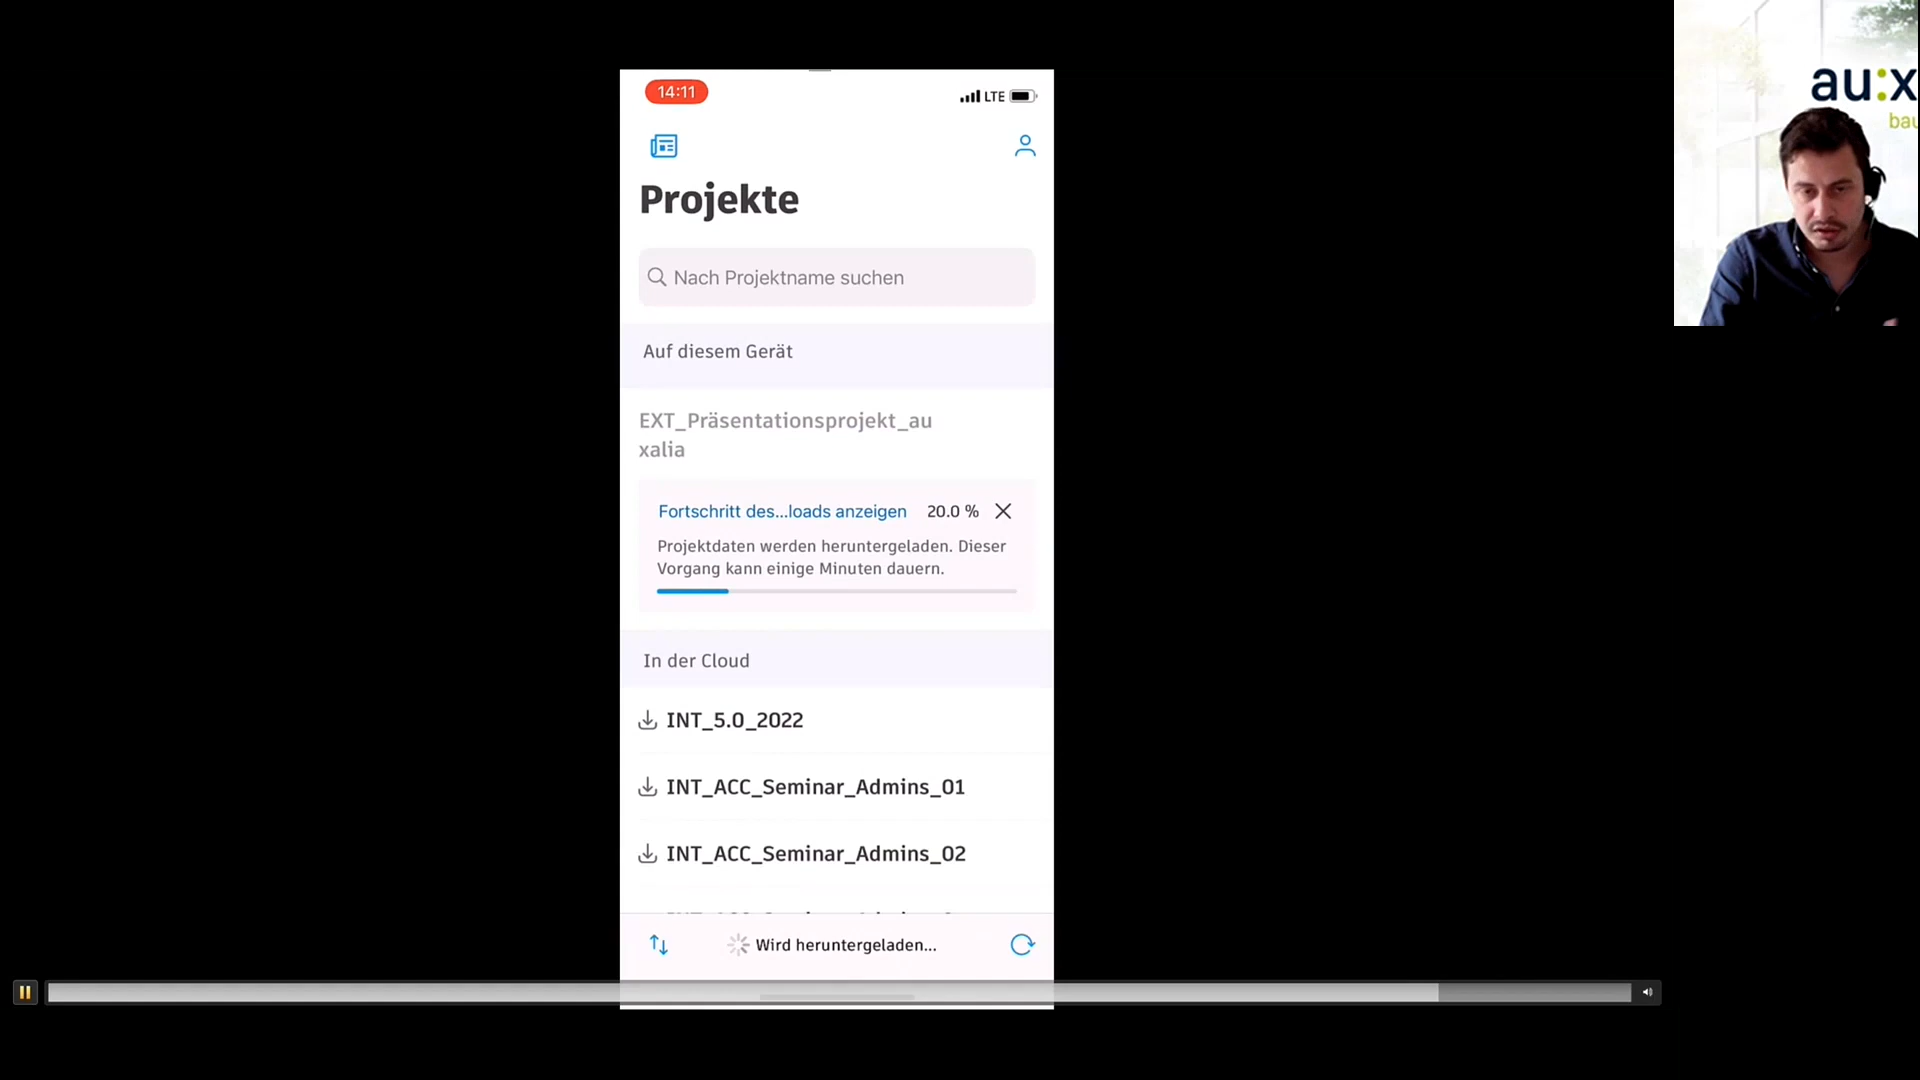 14:11
LTE
Projekte
Nach Projektname suchen
Auf diesem Gerät
EXT_Präsentationsprojekt_au
xalia
Fortschritt des...loads anzeigen 20.0 %
Projektdaten werden heruntergeladen. Dieser
Vorgang kann einige Minuten dauern.
In der Cloud
INT_5.0_2022
INT_ACC_Seminar_Admins_01
INT_ACC_Seminar_Admins_02
Wird heruntergeladen...
au:x
bau